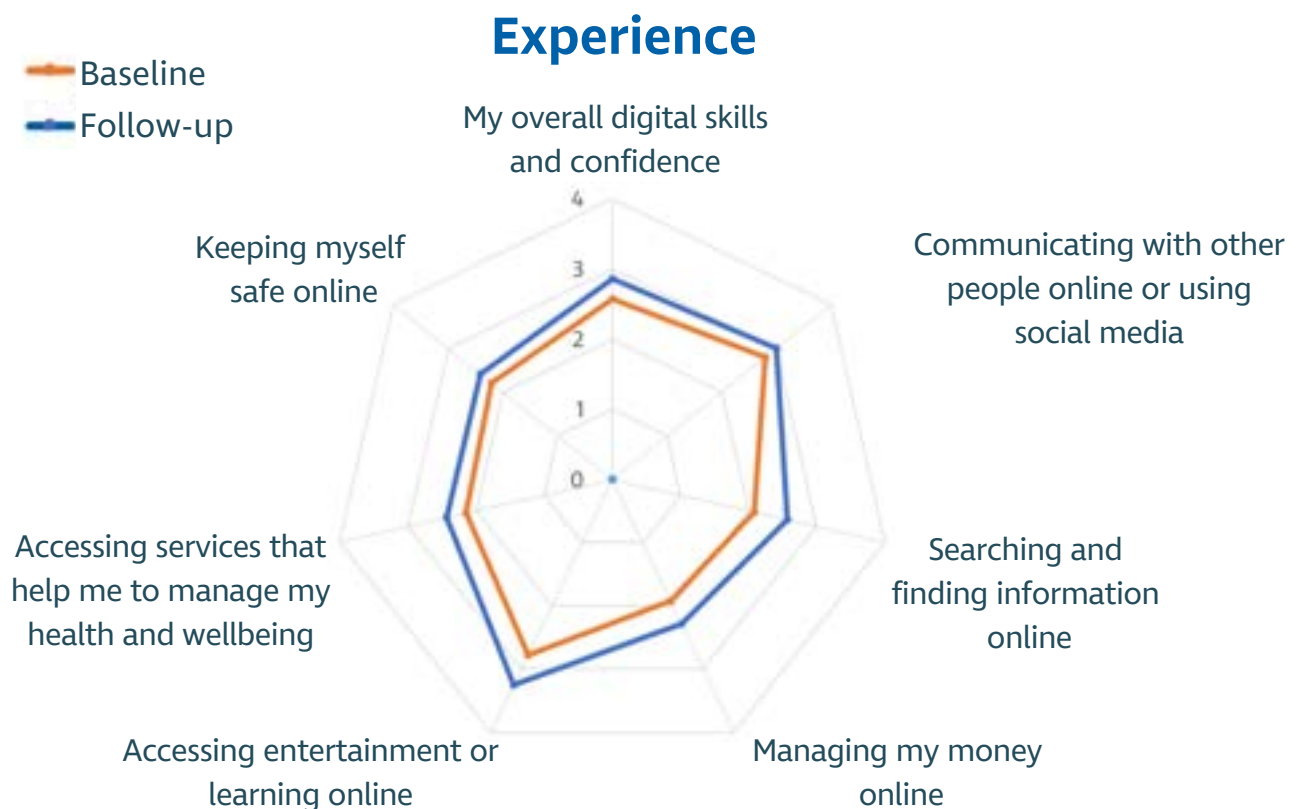 Experience
Baseline
Follow-up
My overall digital skills
and confidence
4
3
2
1
0
Communicating with other
people online or using
social media
Searching and
finding information
online
Managing my money
online
Accessing entertainment or
learning online
Accessing services that
help me to manage my
health and wellbeing
Keeping myself
safe online